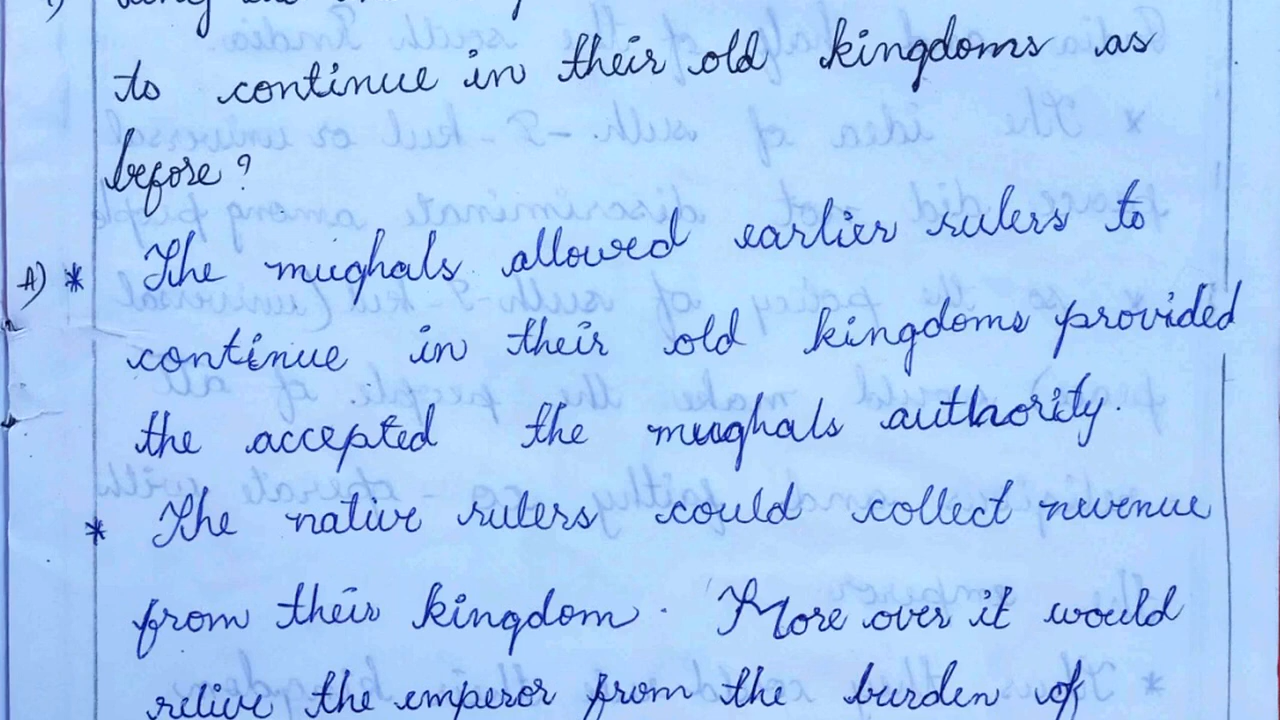 to continue in their old kingdoms as
before?
A) * The mughals allowed earlier rulers to
continue in their old kingdoms provided
the accepted the mughals authority.
* The native rulers could collect revenue
from their kingdom. More over it would
relive the emperor from the burden of